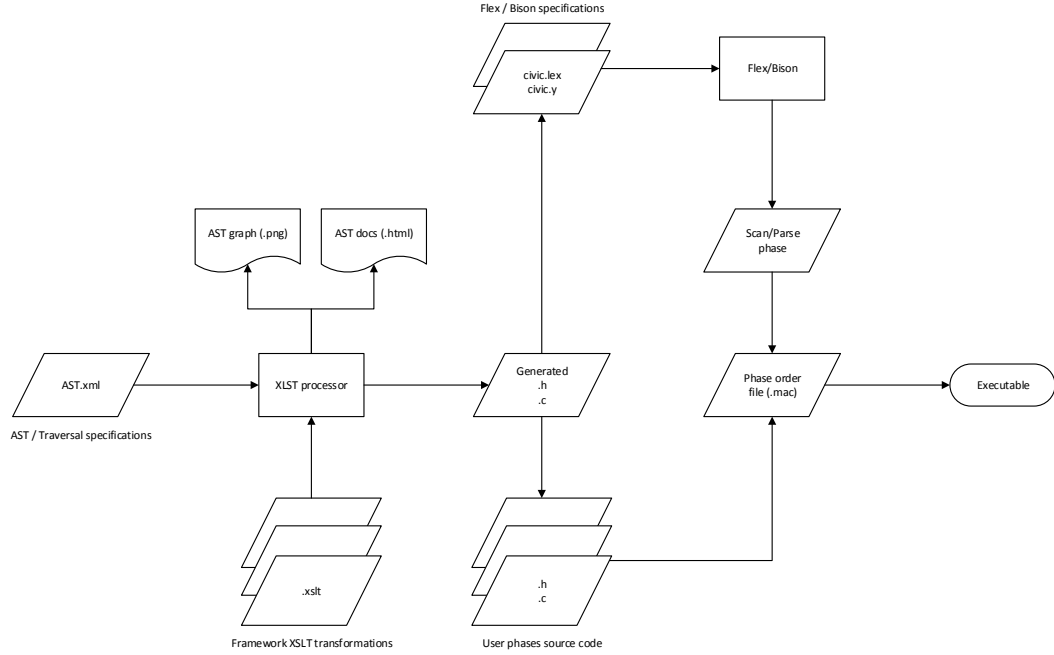 Flex / Bison specifications
civic.lex
civic.y
Flex/Bison
AST graph (.png)
AST docs (.html)
Scan/Parse
phase
AST.xml
XLST processor
Generated
.h
.c
Phase order
file (.mac)
Executable
AST / Traversal specifications
.xslt
.h
.c
Framework XSLT transformations
User phases source code